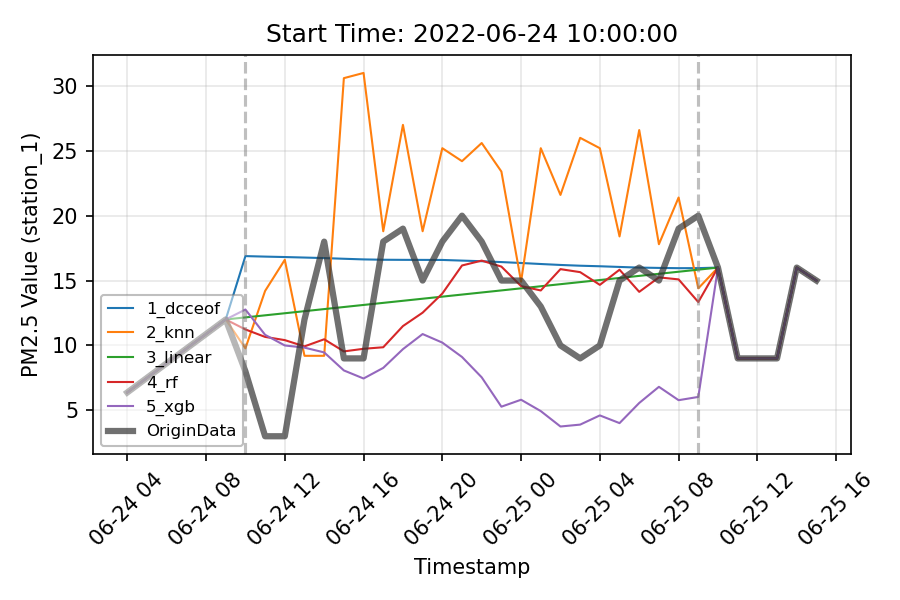 Start Time: 2022-06-24 10:00:00
PM2.5 Value (station_1)
30
25
20
15
10
5
1_dcceof
2_knn
3_linear
4_rf
5_xgb
OriginData
06-24 04
06-24 08
06-24 12
06-24 16
06-24 20
06-25 00
06-25 04
06-25 08
06-25 12
06-25 16
Timestamp